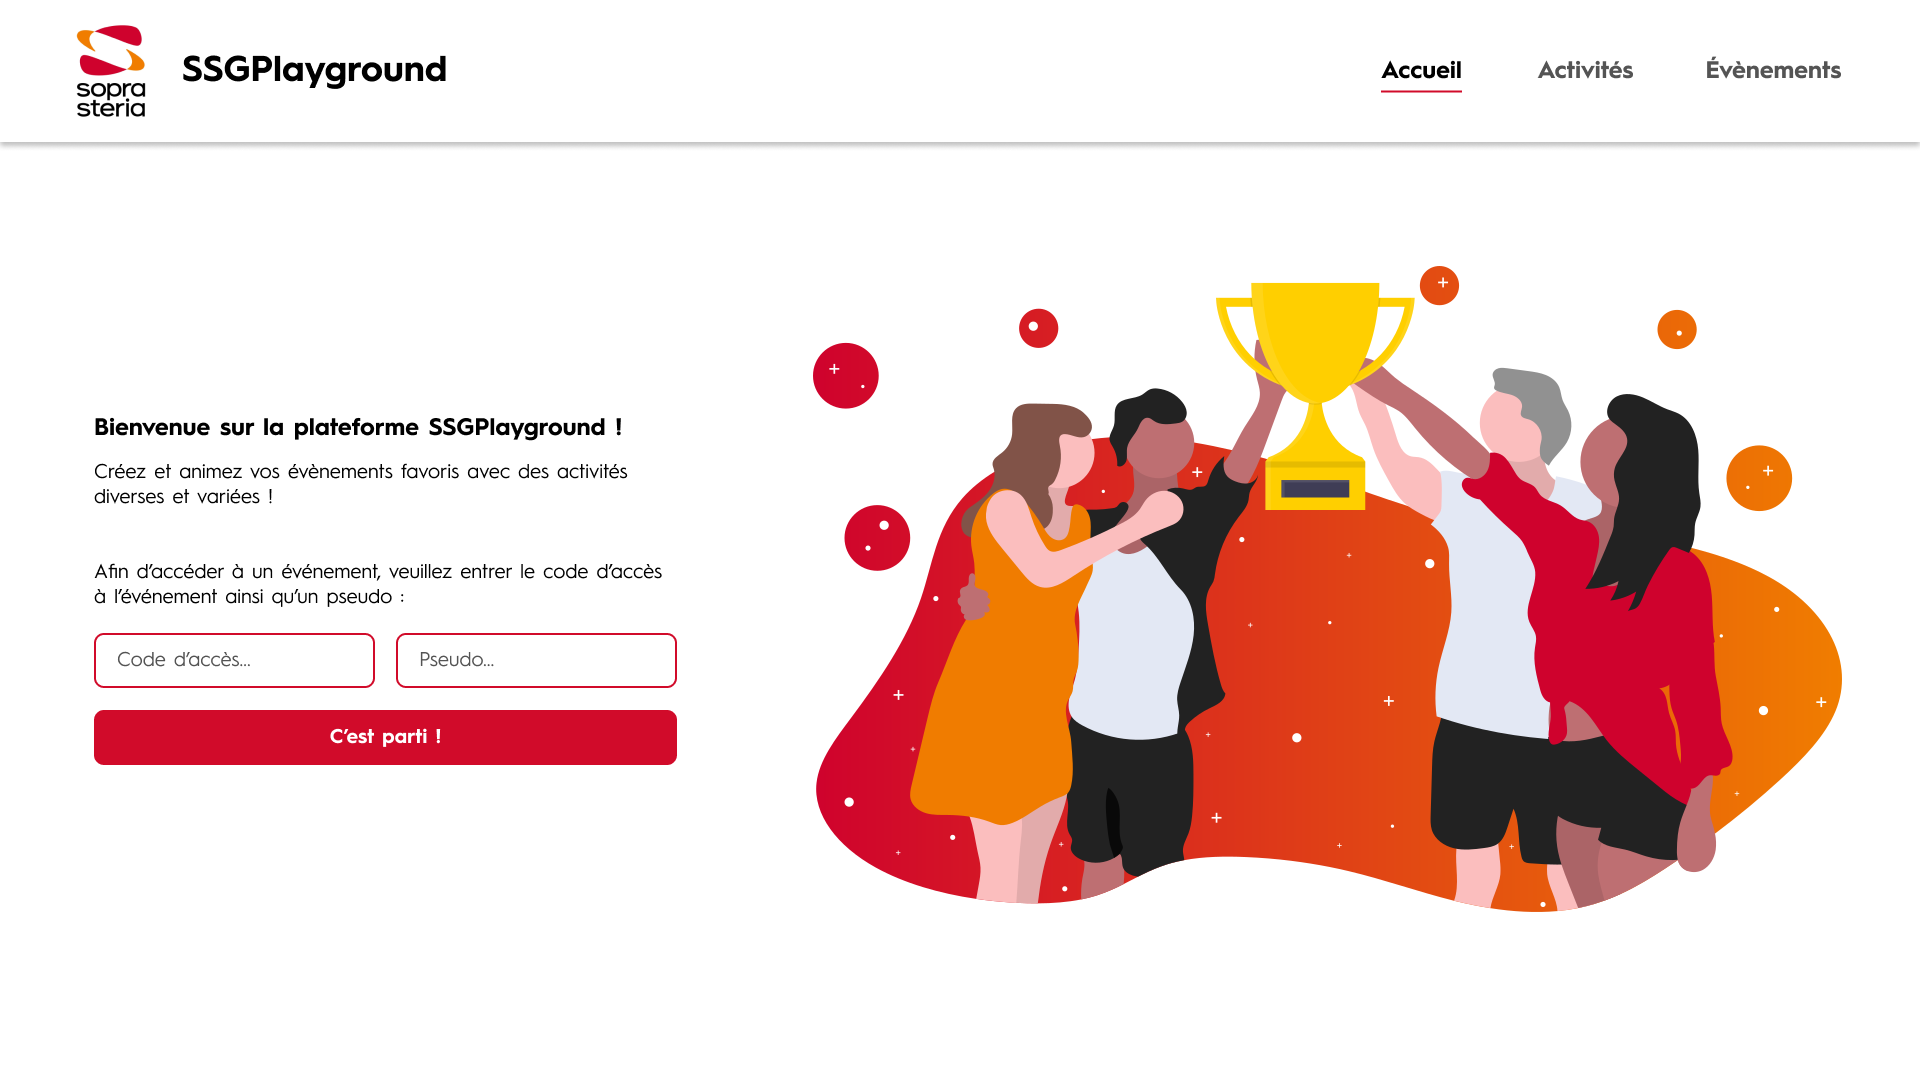 sopra
steria
SSGPlayground
Accueil
Activités
Évènements
Bienvenue sur la plateforme SSGPlayground !
Créez et animez vos évènements favoris avec des activités
diverses et variées !
Afin d’accéder à un événement, veuillez entrer le code d’accès
à l’événement ainsi qu’un pseudo :
Code d’accès...
Pseudo...
C’est parti !